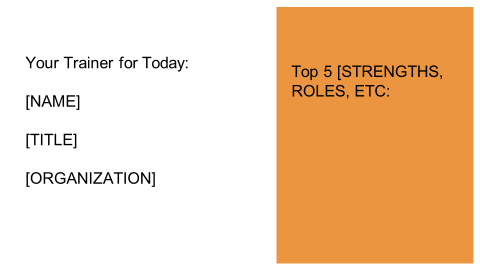 Your Trainer for Today:
[NAME]
[TITLE]
[ORGANIZATION]
Top 5 [STRENGTHS,
ROLES, ETC: